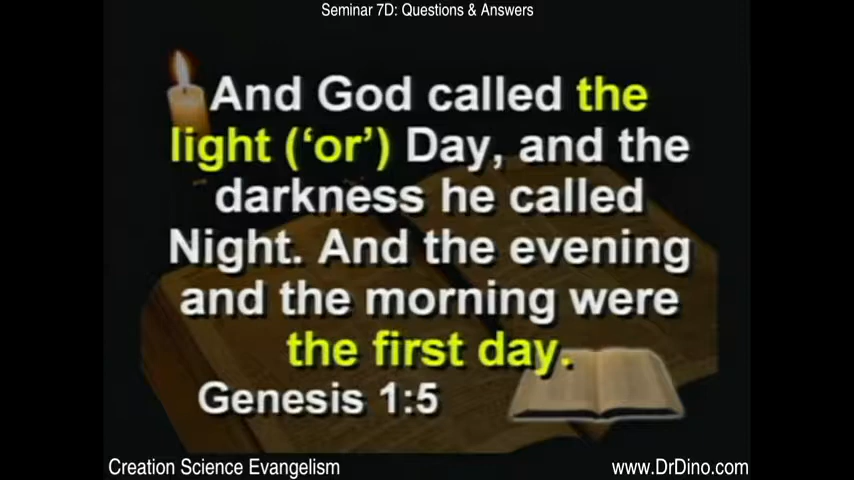 Seminar 7D: Questions & Answers
And God called the
light (‘or’) Day, and the
darkness he called
Night. And the evening
and the morning were
the first day.
Genesis 1:5
Creation Science Evangelism
www.DrDino.com